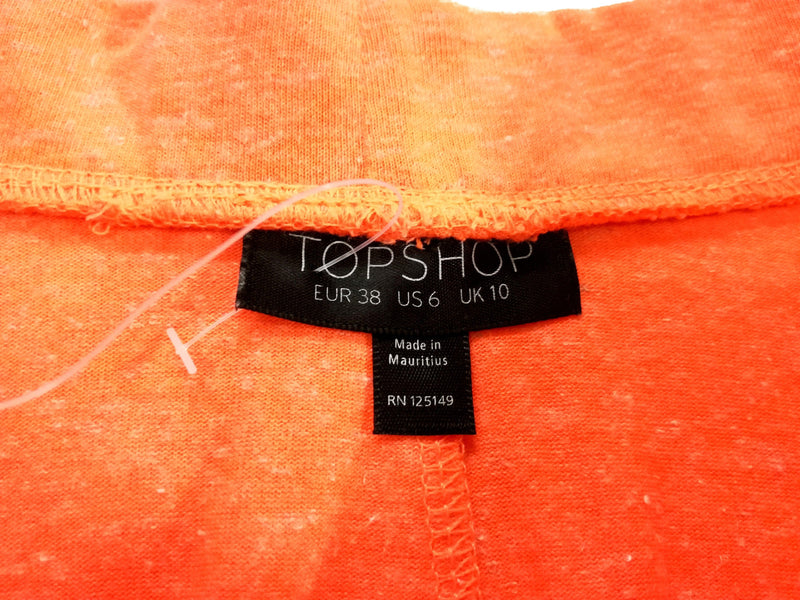 TOPSHOP
EUR 38 US 6 UK 10
Made in
Mauritius
RN 125149